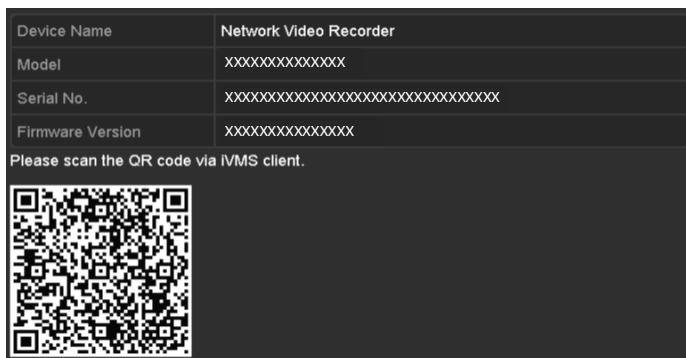 Device Name Network Video Recorder
Model XXXXXXXXXXXXXX
Serial No. XXXXXXXXXXXXXXXXXXXXXXXXXXXXXXXX
Firmware Version XXXXXXXXXXXXXXX
Please scan the QR code via iVMS client.